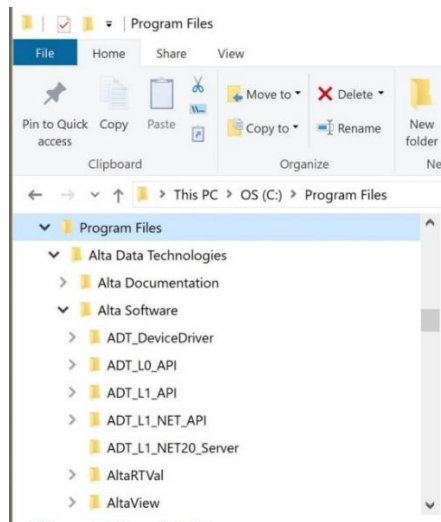 Program Files
File Home Share View
Pin to Quick access
Copy
Paste
Move to
Copy to
Delete
Rename
New folder
Clipboard
Organize
Ne
This PC > OS (C:) > Program Files
Program Files
Alta Data Technologies
Alta Documentation
Alta Software
ADT_DeviceDriver
ADT_L0_API
ADT_L1_API
ADT_L1_NET_API
ADT_L1_NET20_Server
AltaRTVal
AltaView